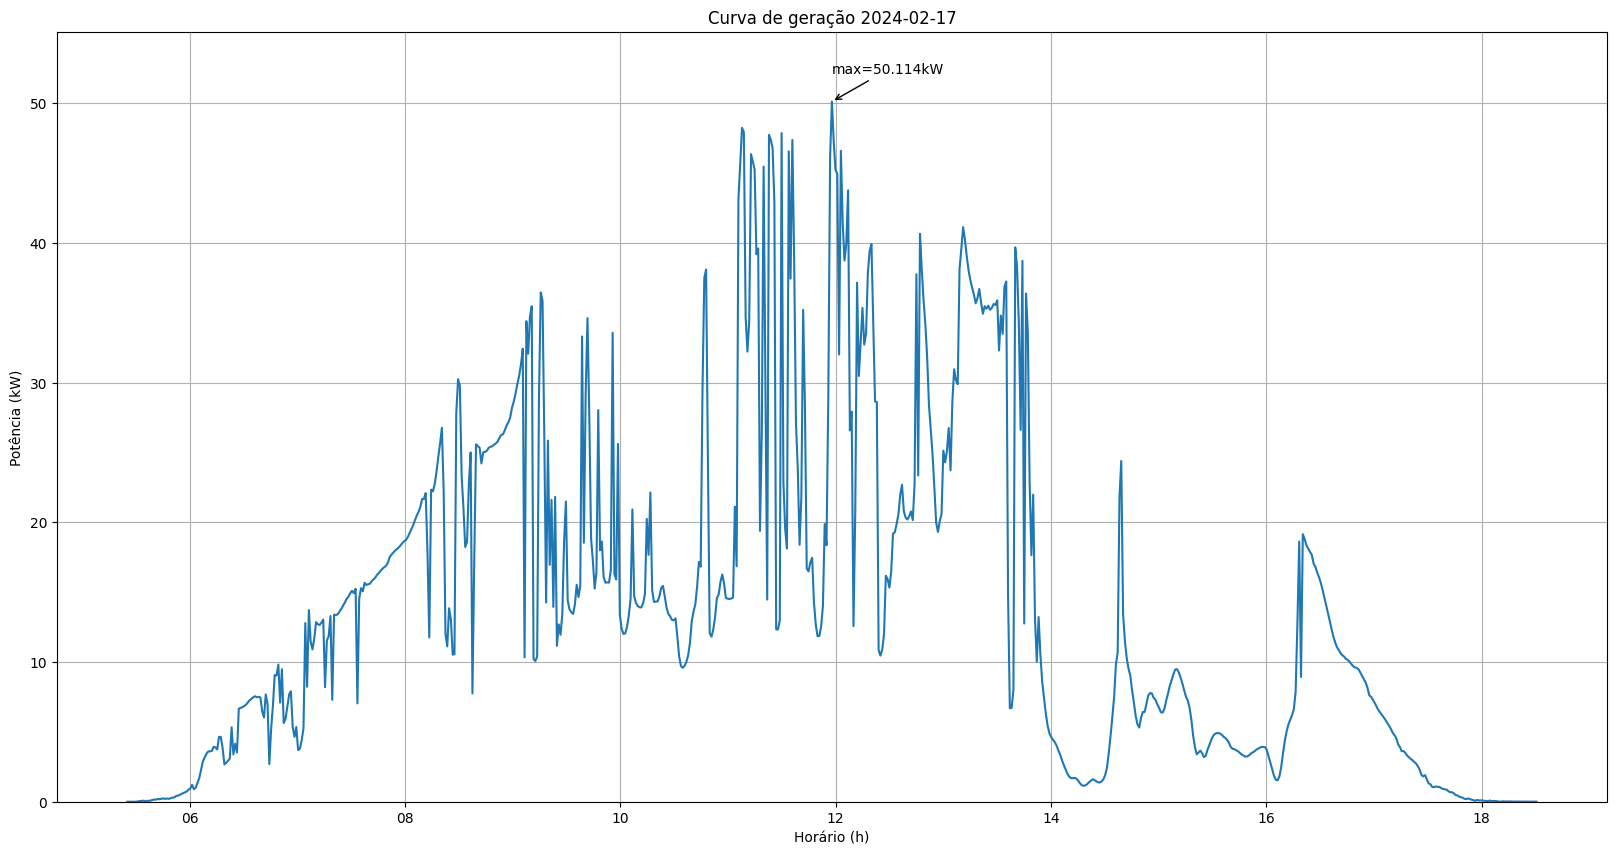 Curva de geração 2024-02-17
max=50.114kW
Potência (kW)
50
40
30
20
10
0
06 08 10 12 14 16 18
Horário (h)